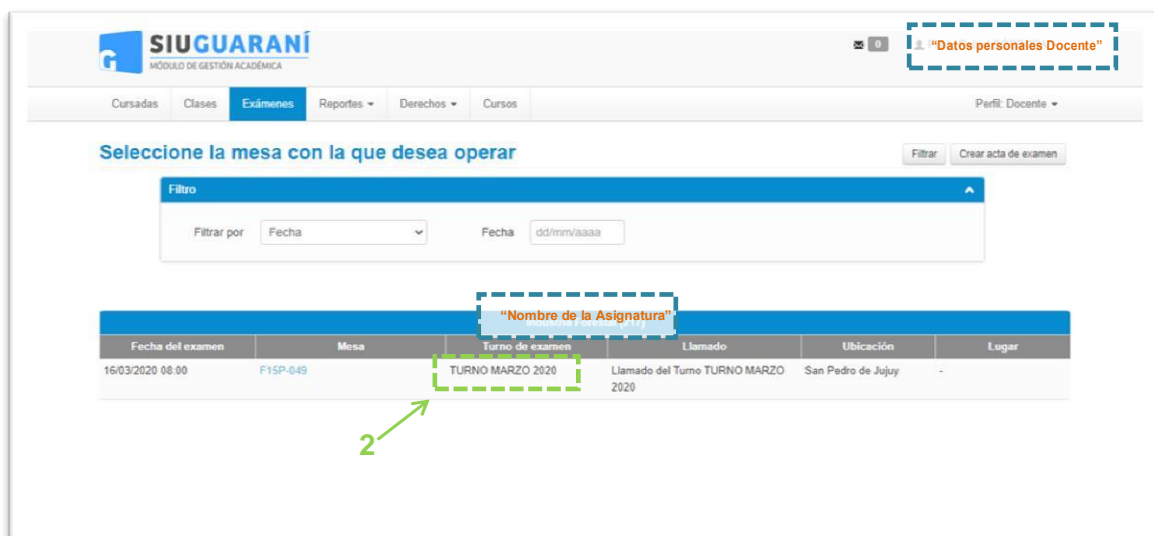 SIUGUARANÍ
MÓDULO DE GESTIÓN ACADÉMICA
0
“Datos personales Docente”
Cursadas Clases Exámenes Reportes Derechos Cursos Perfil: Docente
Seleccione la mesa con la que desea operar
Filtrar Crear acta de examen
Filtro
Filtrar por Fecha Fecha dd/mm/aaaa
“Nombre de la Asignatura”
Fecha del examen Mesa Turno de examen Llamado Ubicación Lugar
16/03/2020 08:00 F15P-049 TURNO MARZO 2020 Llamado del Turno TURNO MARZO San Pedro de Jujuy -
2020
2